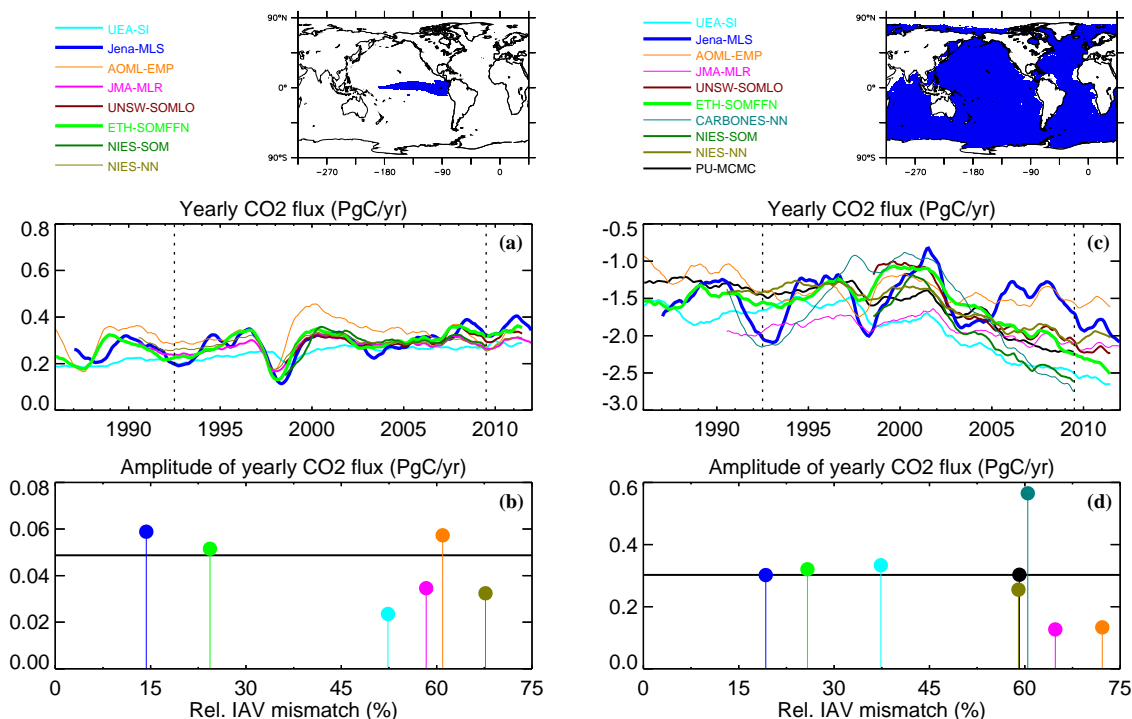 UEA-SI
Jena-MLS
AOML-EMP
JMA-MLR
UNSW-SOMLO
ETH-SOMFFN
NIES-SOM
NIES-NN
90°N
0°
90°S
−270 −180 −90 0
UEA-SI
Jena-MLS
AOML-EMP
JMA-MLR
UNSW-SOMLO
ETH-SOMFFN
CARBONES-NN
NIES-SOM
NIES-NN
PU-MCMC
90°N
0°
90°S
−270 −180 −90 0
Yearly CO2 flux (PgC/yr)
(a)
0.8
0.6
0.4
0.2
0.0
1990 1995 2000 2005 2010
Yearly CO2 flux (PgC/yr)
(c)
-0.5
-1.0
-1.5
-2.0
-2.5
-3.0
1990 1995 2000 2005 2010
Amplitude of yearly CO2 flux (PgC/yr)
(b)
0.08
0.06
0.04
0.02
0.00
0 15 30 45 60 75
Rel. IAV mismatch (%)
Amplitude of yearly CO2 flux (PgC/yr)
(d)
0.6
0.4
0.2
0.0
0 15 30 45 60 75
Rel. IAV mismatch (%)